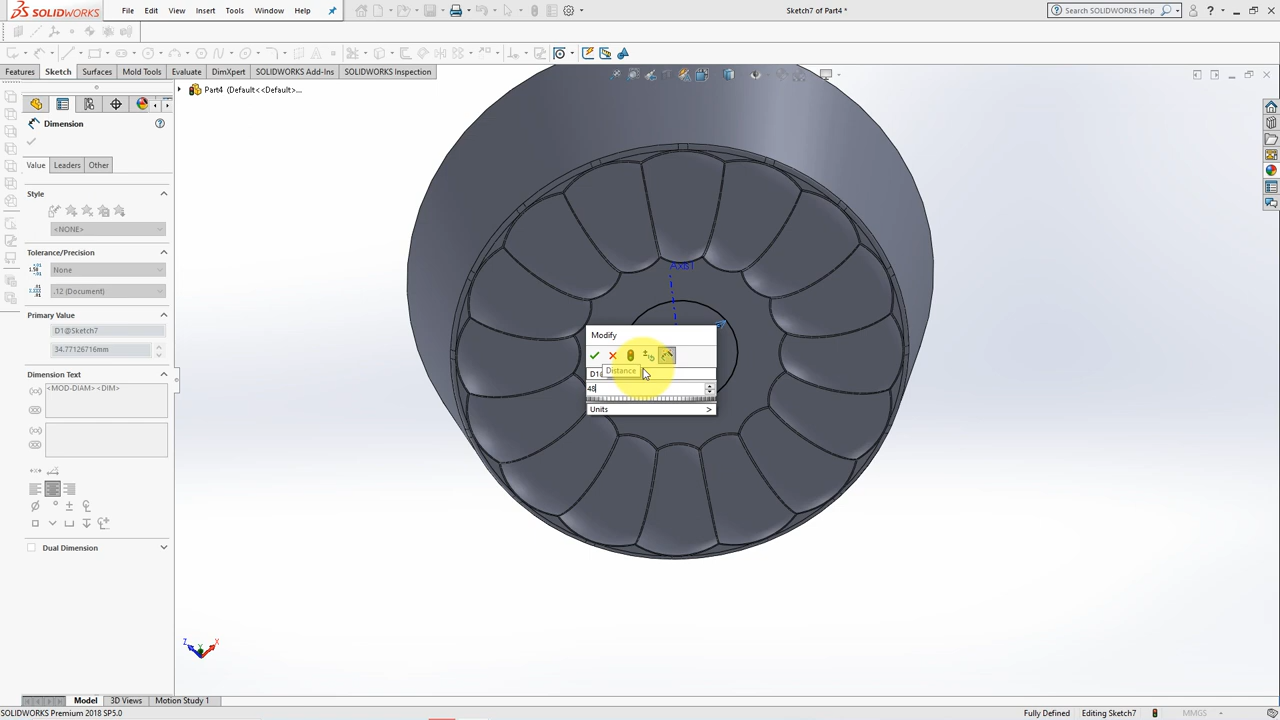 SOLIDWORKS File Edit View Insert Tools Window Help Sketch7 of Part4 * Search SOLIDWORKS Help
Features Sketch Surfaces Mold Tools Evaluate DimXpert SOLIDWORKS Add-Ins SOLIDWORKS Inspection
Part4 (Default<<Default>...
Dimension
Value Leaders Other
Style
<NONE>
Tolerance/Precision
None
.12 (Document)
Primary Value
D1@Sketch7
34.77126716mm
Dimension Text
<MOD-DIAM> <DIM>
Dual Dimension
Axis1
Modify
Distance
48
Units
Z
Y
X
Model 3D Views Motion Study 1
SOLIDWORKS Premium 2018 SP5.0 Fully Defined Editing Sketch7 MMGS